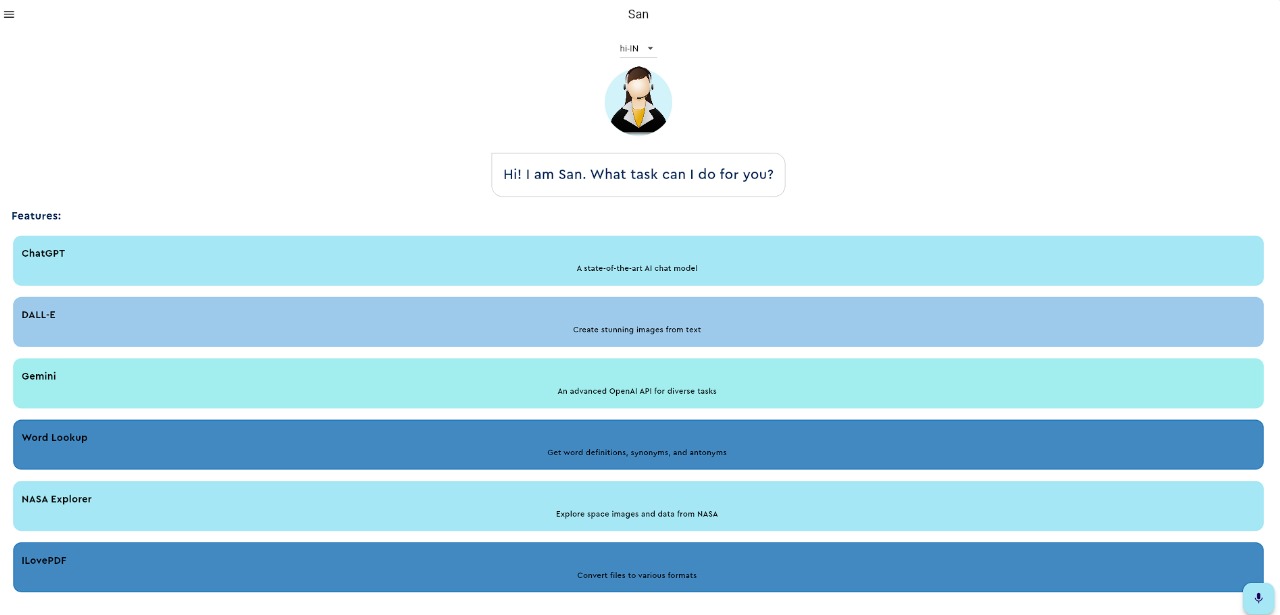 San
hi-IN
Hi! I am San. What task can I do for you?
Features:
ChatGPT
A state-of-the-art AI chat model
DALL-E
Create stunning images from text
Gemini
An advanced OpenAI API for diverse tasks
Word Lookup
Get word definitions, synonyms, and antonyms
NASA Explorer
Explore space images and data from NASA
ILovePDF
Convert files to various formats